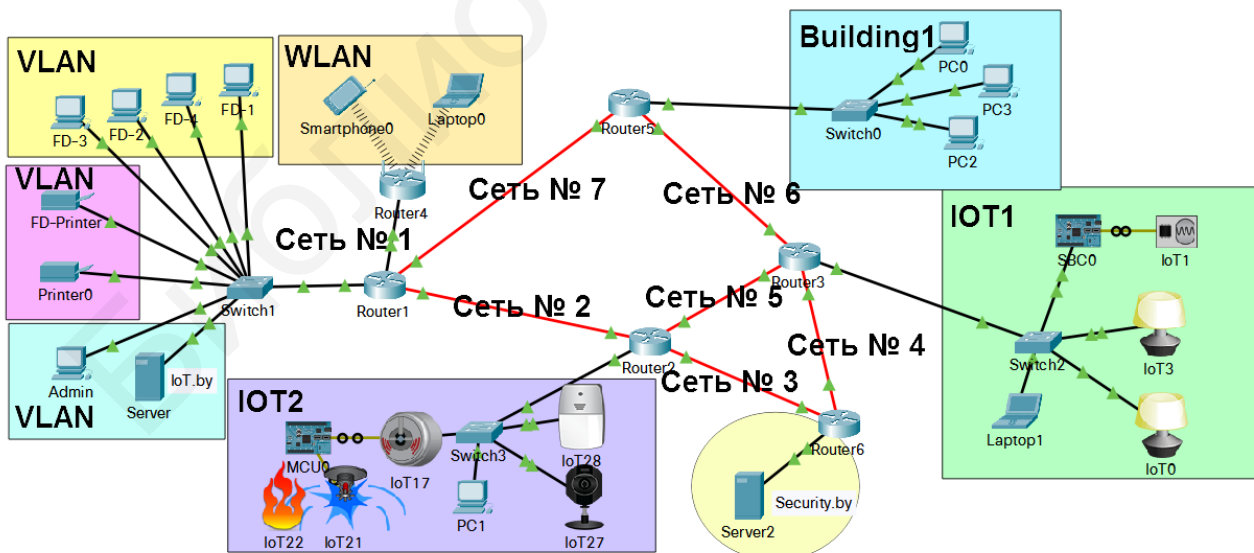 VLAN
FD-3
FD-2
FD-4
FD-1
WLAN
Smartphone0
Laptop0
Router4
Building1
PC0
PC3
PC2
Switch0
Router5
VLAN
FD-Printer
Printer0
Switch1
Сеть № 1
Router1
Сеть № 7
Сеть № 6
Сеть № 2
Сеть № 5
Router3
Router2
Сеть № 3
Сеть № 4
Router6
IOT1
SBC0
IoT1
IoT3
Switch2
Laptop1
IoT0
Admin
Server
IoT.by
VLAN
IOT2
MCU0
IoT17
Switch3
IoT28
IoT22
IoT21
PC1
IoT27
Server2
Security.by